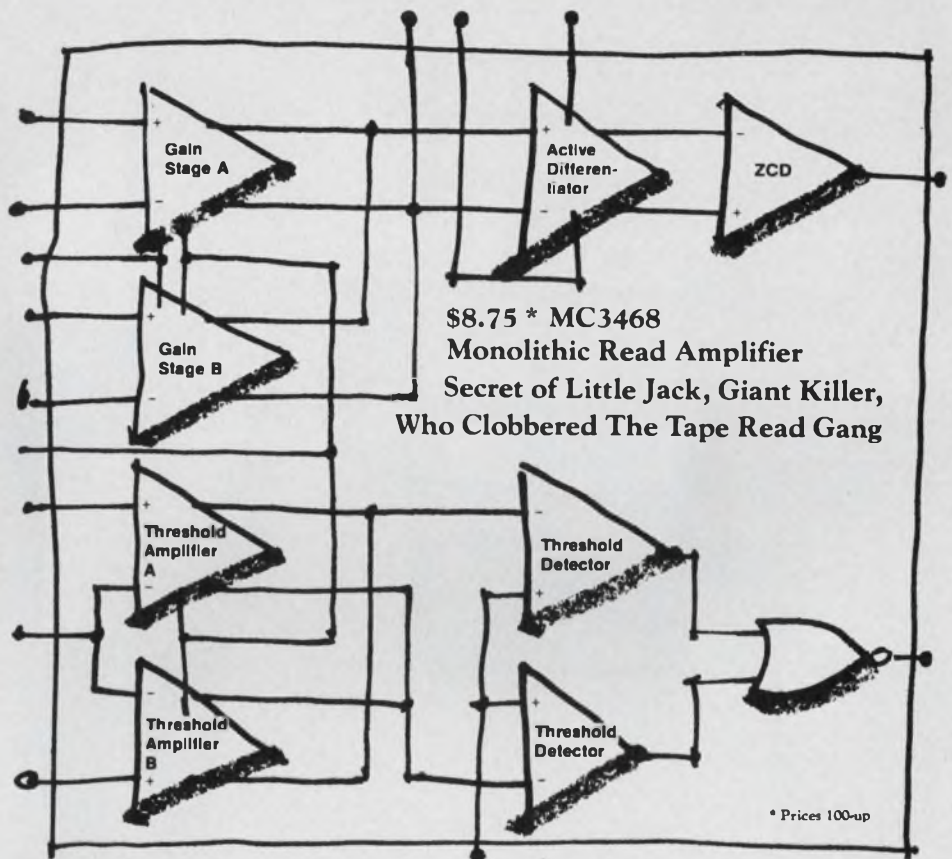 +
Gain
Stage A
-
+
Gain
Stage B
-
+
Active
Differen-
tiator
-
-
ZCD
+
$8.75 * MC3468
Monolithic Read Amplifier
Secret of Little Jack, Giant Killer,
Who Clobbered The Tape Read Gang
+
Threshold
Amplifier
A
-
-
Threshold
Amplifier
B
+
-
Threshold
Detector
+
+
Threshold
Detector
-
* Prices 100-up